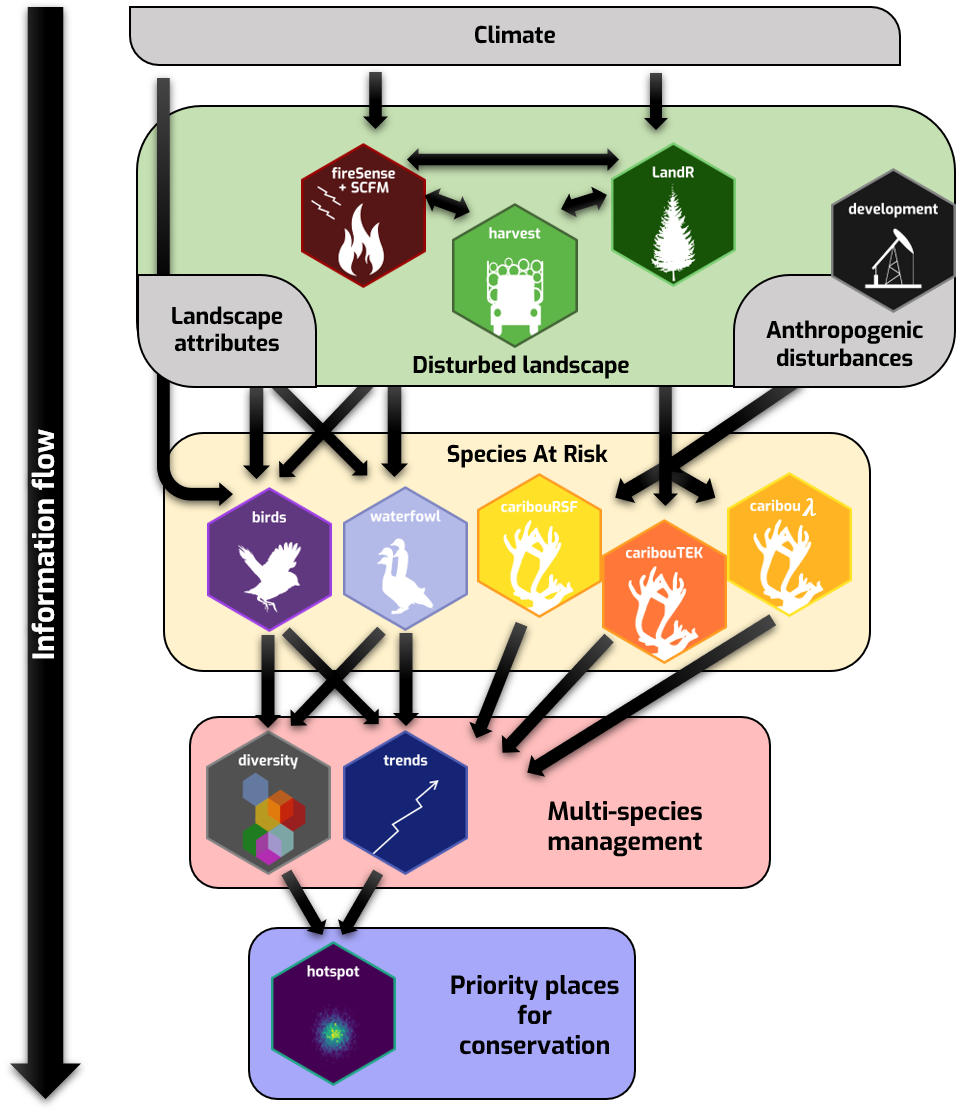 Climate
fireSense
+ SCFM
LandR
development
harvest
Landscape
attributes
Anthropogenic
disturbances
Disturbed landscape
Information flow
Species At Risk
birds
waterfowl
caribouRSF
caribouTEK
caribou λ
diversity
trends
Multi-species
management
hotspot
Priority places
for
conservation